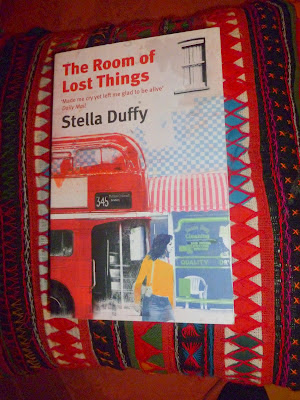 The Room of
Lost Things
'Made me cry yet left me glad to be alive'
Daily Mail
Stella Duffy
345
QUALITY